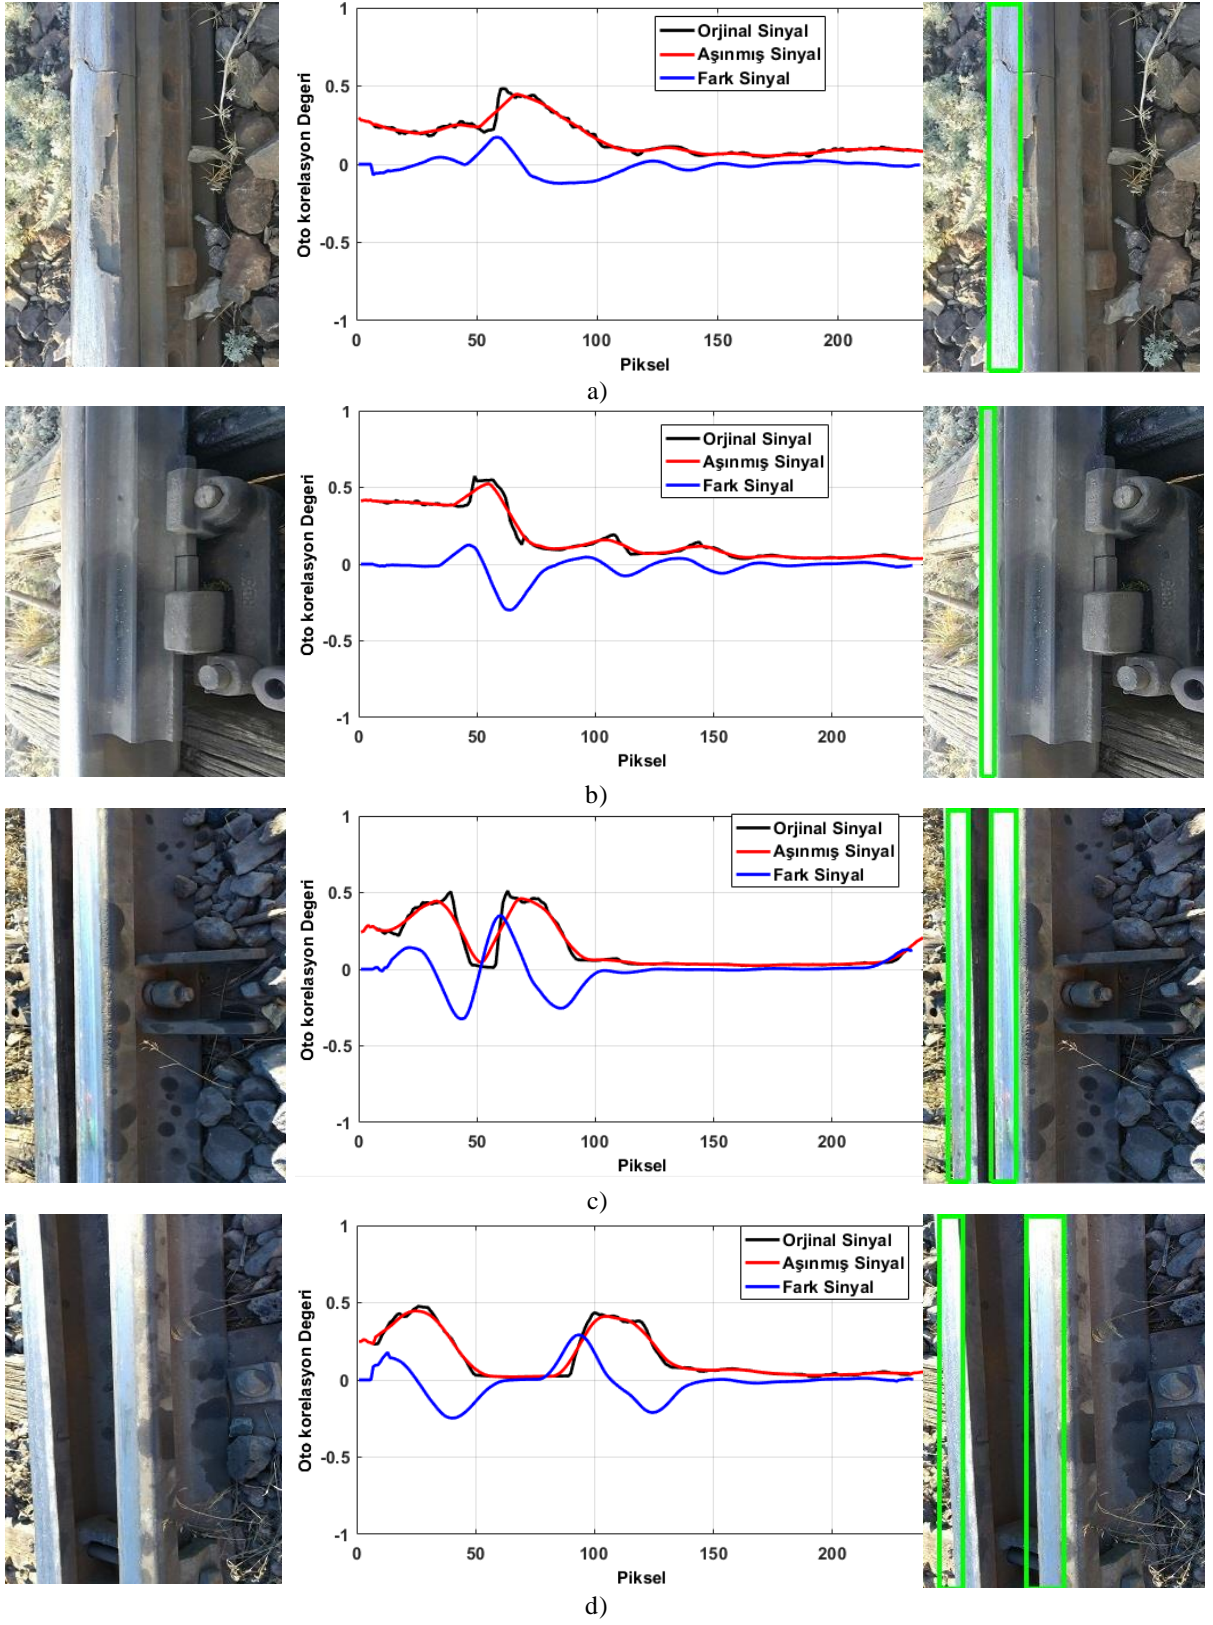 1
0.5
0
-0.5
-1
Oto korelasyon Degeri
Orjinal Sinyal
Aşınmış Sinyal
Fark Sinyal
0 50 100 150 200
Piksel
a)
1
0.5
0
-0.5
-1
Oto korelasyon Degeri
Orjinal Sinyal
Aşınmış Sinyal
Fark Sinyal
0 50 100 150 200
Piksel
b)
1
0.5
0
-0.5
-1
Oto korelasyon Degeri
Orjinal Sinyal
Aşınmış Sinyal
Fark Sinyal
0 50 100 150 200
Piksel
c)
1
0.5
0
-0.5
-1
Oto korelasyon Degeri
Orjinal Sinyal
Aşınmış Sinyal
Fark Sinyal
0 50 100 150 200
Piksel
d)